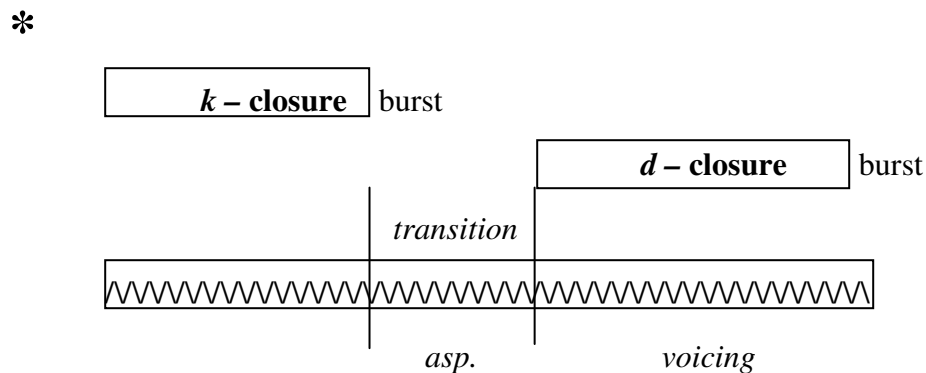 *
k – closure burst
d – closure burst
transition
asp. voicing